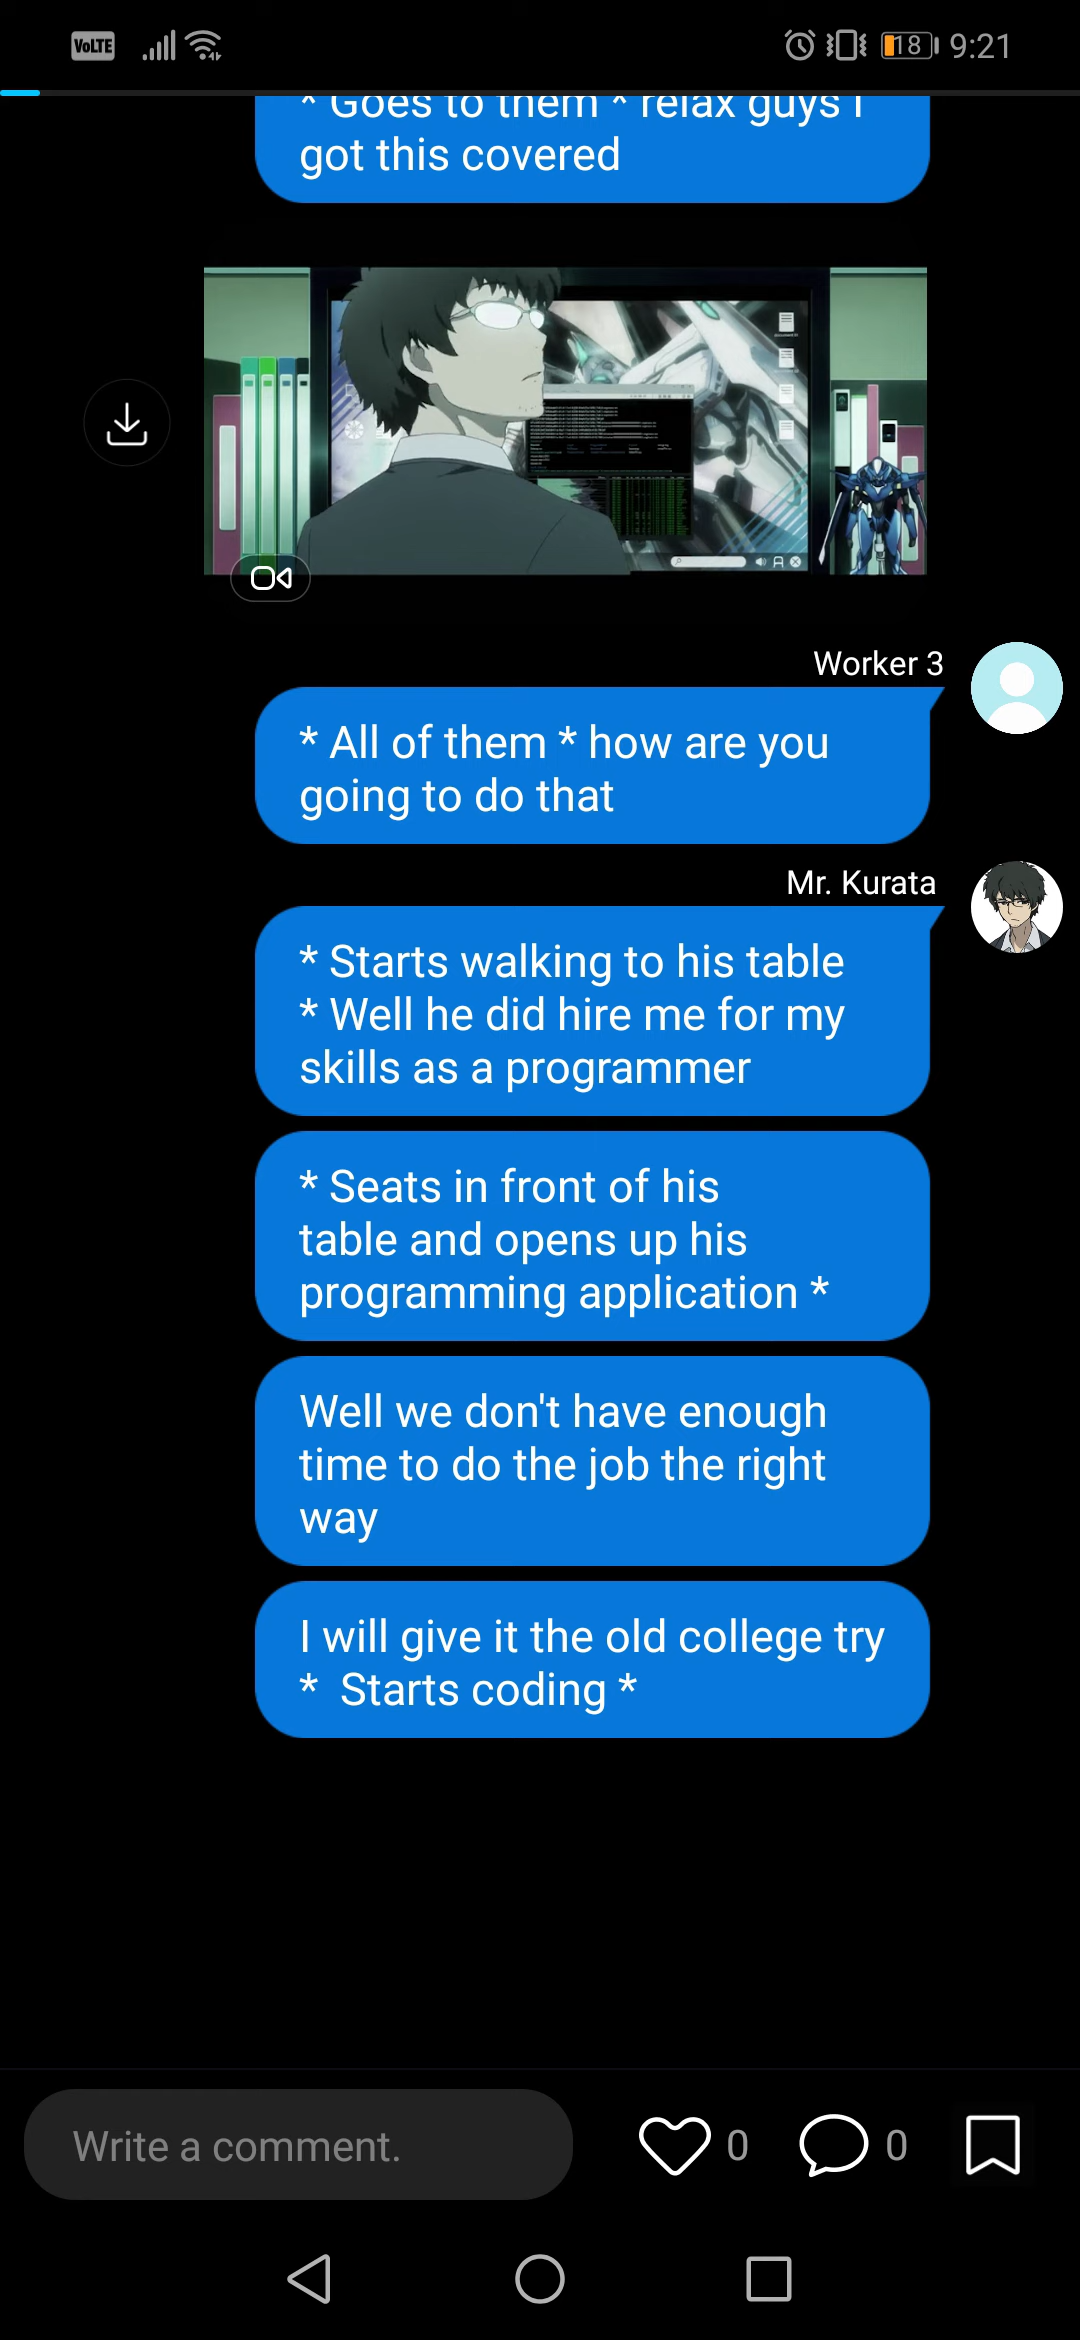 VoLTE
18
9:21
* Goes to them * relax guys I
got this covered
Worker 3
* All of them * how are you
going to do that
Mr. Kurata
* Starts walking to his table
* Well he did hire me for my
skills as a programmer
* Seats in front of his
table and opens up his
programming application *
Well we don't have enough
time to do the job the right
way
I will give it the old college try
*  Starts coding *
Write a comment.
0
0